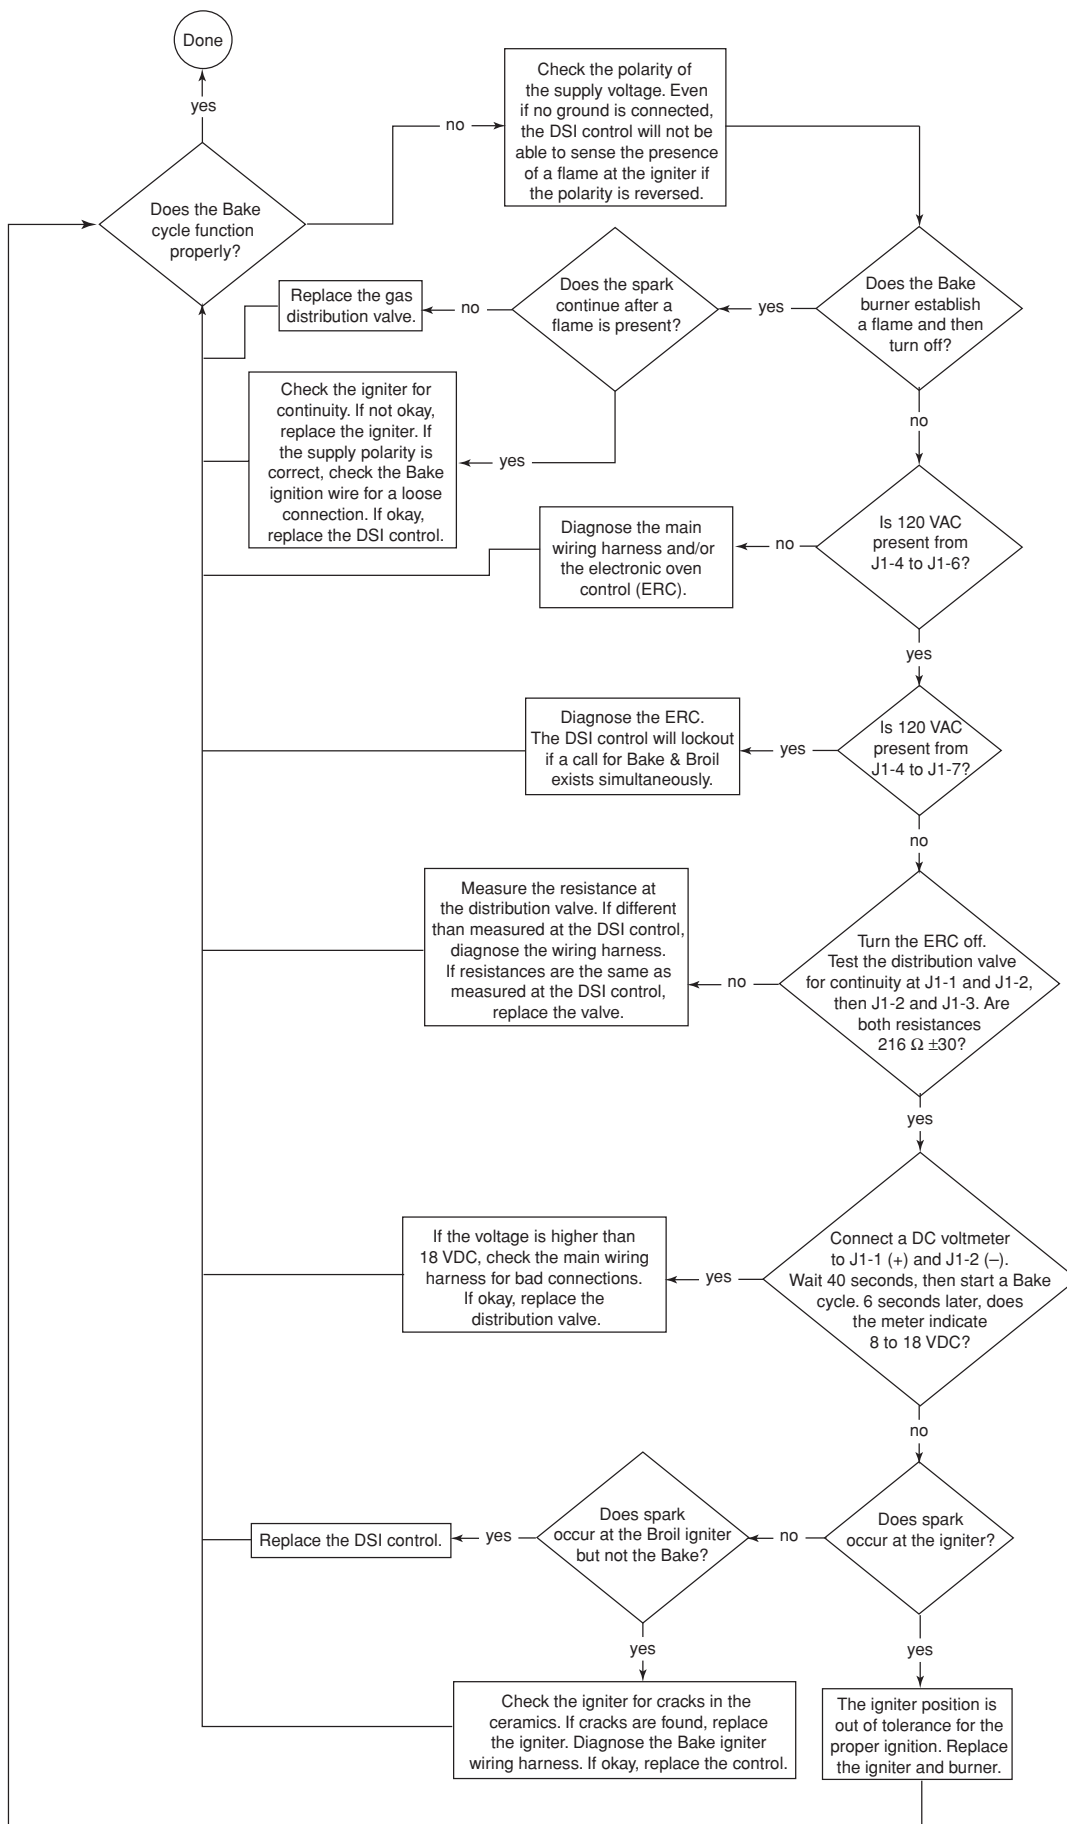 Done
yes
Does the Bake
cycle function
properly?
no
Check the polarity of
the supply voltage. Even
if no ground is connected,
the DSI control will not be
able to sense the presence
of a flame at the igniter if
the polarity is reversed.
Does the Bake
burner establish
a flame and then
turn off?
yes
Does the spark
continue after a
flame is present?
no
Replace the gas
distribution valve.
yes
Check the igniter for
continuity. If not okay,
replace the igniter. If
the supply polarity is
correct, check the Bake
ignition wire for a loose
connection. If okay,
replace the DSI control.
no
Is 120 VAC
present from
J1-4 to J1-6?
no
Diagnose the main
wiring harness and/or
the electronic oven
control (ERC).
yes
Is 120 VAC
present from
J1-4 to J1-7?
yes
Diagnose the ERC.
The DSI control will lockout
if a call for Bake & Broil
exists simultaneously.
no
Turn the ERC off.
Test the distribution valve
for continuity at J1-1 and J1-2,
then J1-2 and J1-3. Are
both resistances
216 Ω ±30?
no
Measure the resistance at
the distribution valve. If different
than measured at the DSI control,
diagnose the wiring harness.
If resistances are the same as
measured at the DSI control,
replace the valve.
yes
Connect a DC voltmeter
to J1-1 (+) and J1-2 (–).
Wait 40 seconds, then start a Bake
cycle. 6 seconds later, does
the meter indicate
8 to 18 VDC?
yes
If the voltage is higher than
18 VDC, check the main wiring
harness for bad connections.
If okay, replace the
distribution valve.
no
Does spark
occur at the igniter?
no
Does spark
occur at the Broil igniter
but not the Bake?
yes
Replace the DSI control.
yes
Check the igniter for cracks in the
ceramics. If cracks are found, replace
the igniter. Diagnose the Bake igniter
wiring harness. If okay, replace the control.
yes
The igniter position is
out of tolerance for the
proper ignition. Replace
the igniter and burner.